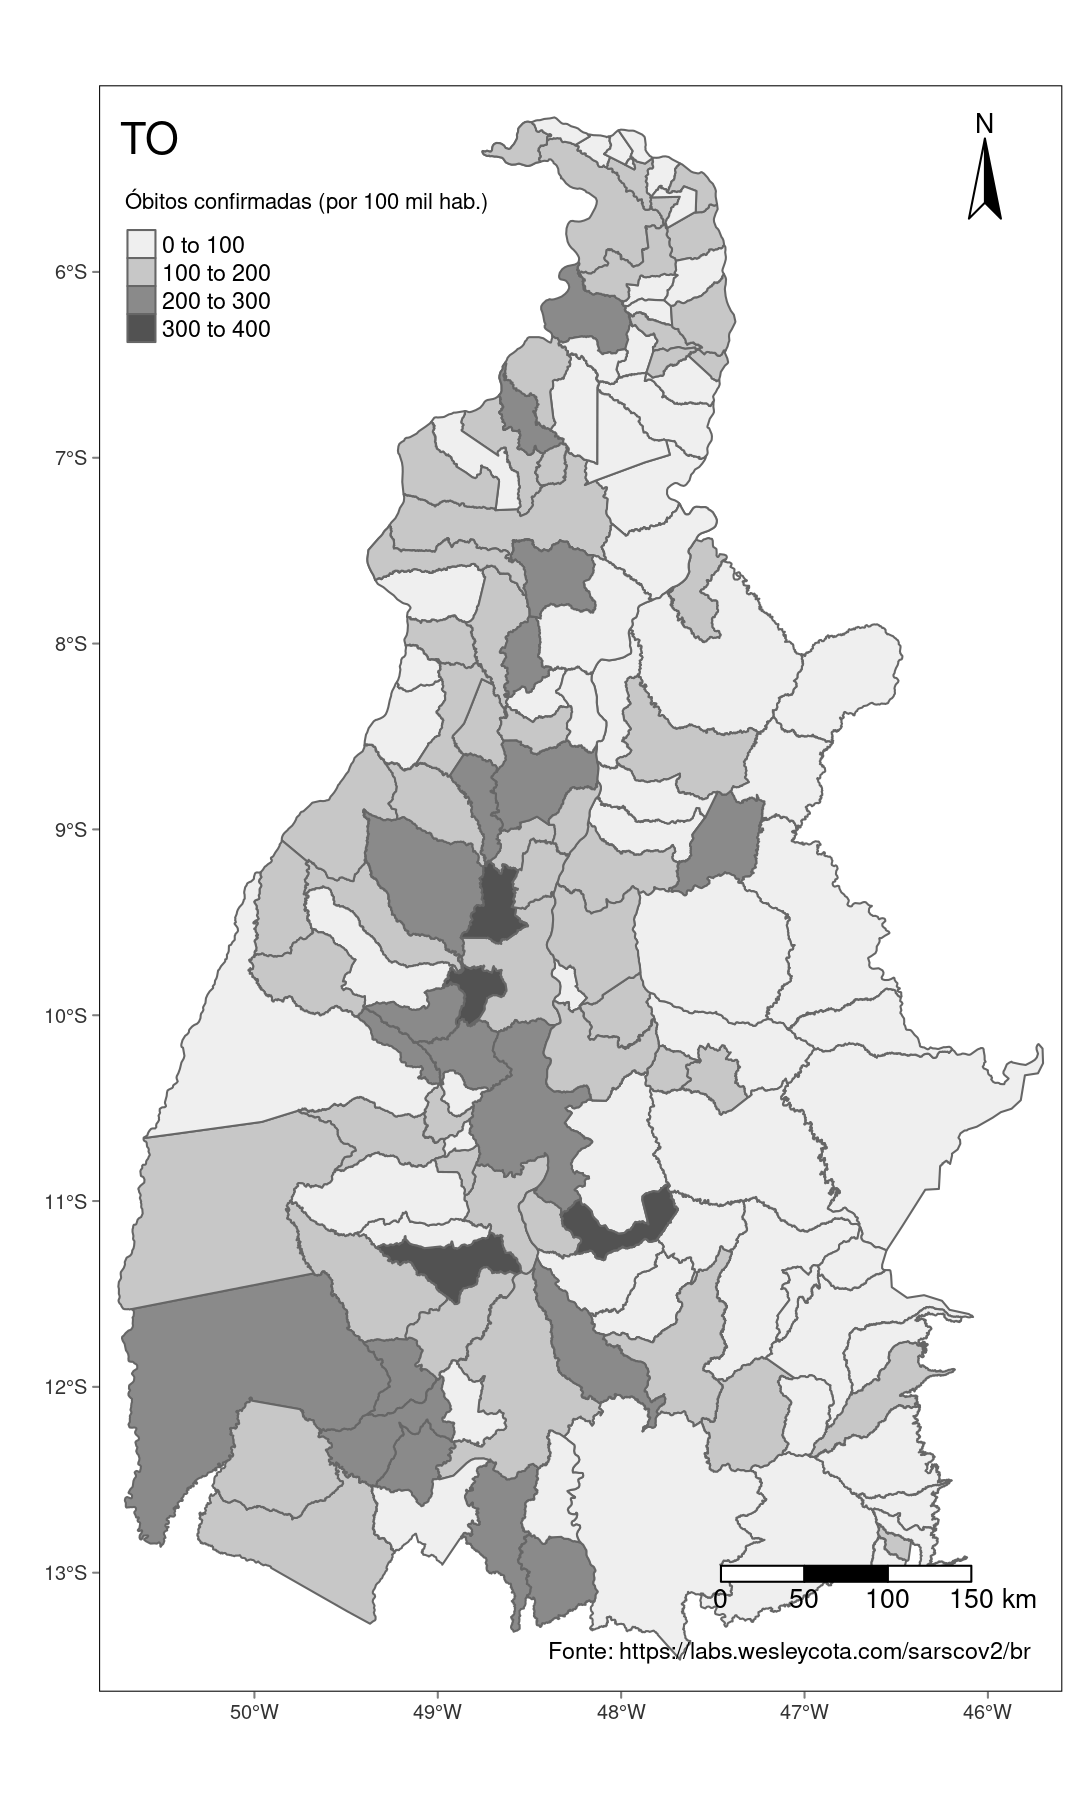 TO
N
Óbitos confirmadas (por 100 mil hab.)
0 to 100
100 to 200
200 to 300
300 to 400
6°S
7°S
8°S
9°S
10°S
11°S
12°S
13°S
0 50 100 150 km
Fonte: https://labs.wesleycota.com/sarscov2/br
50°W 49°W 48°W 47°W 46°W